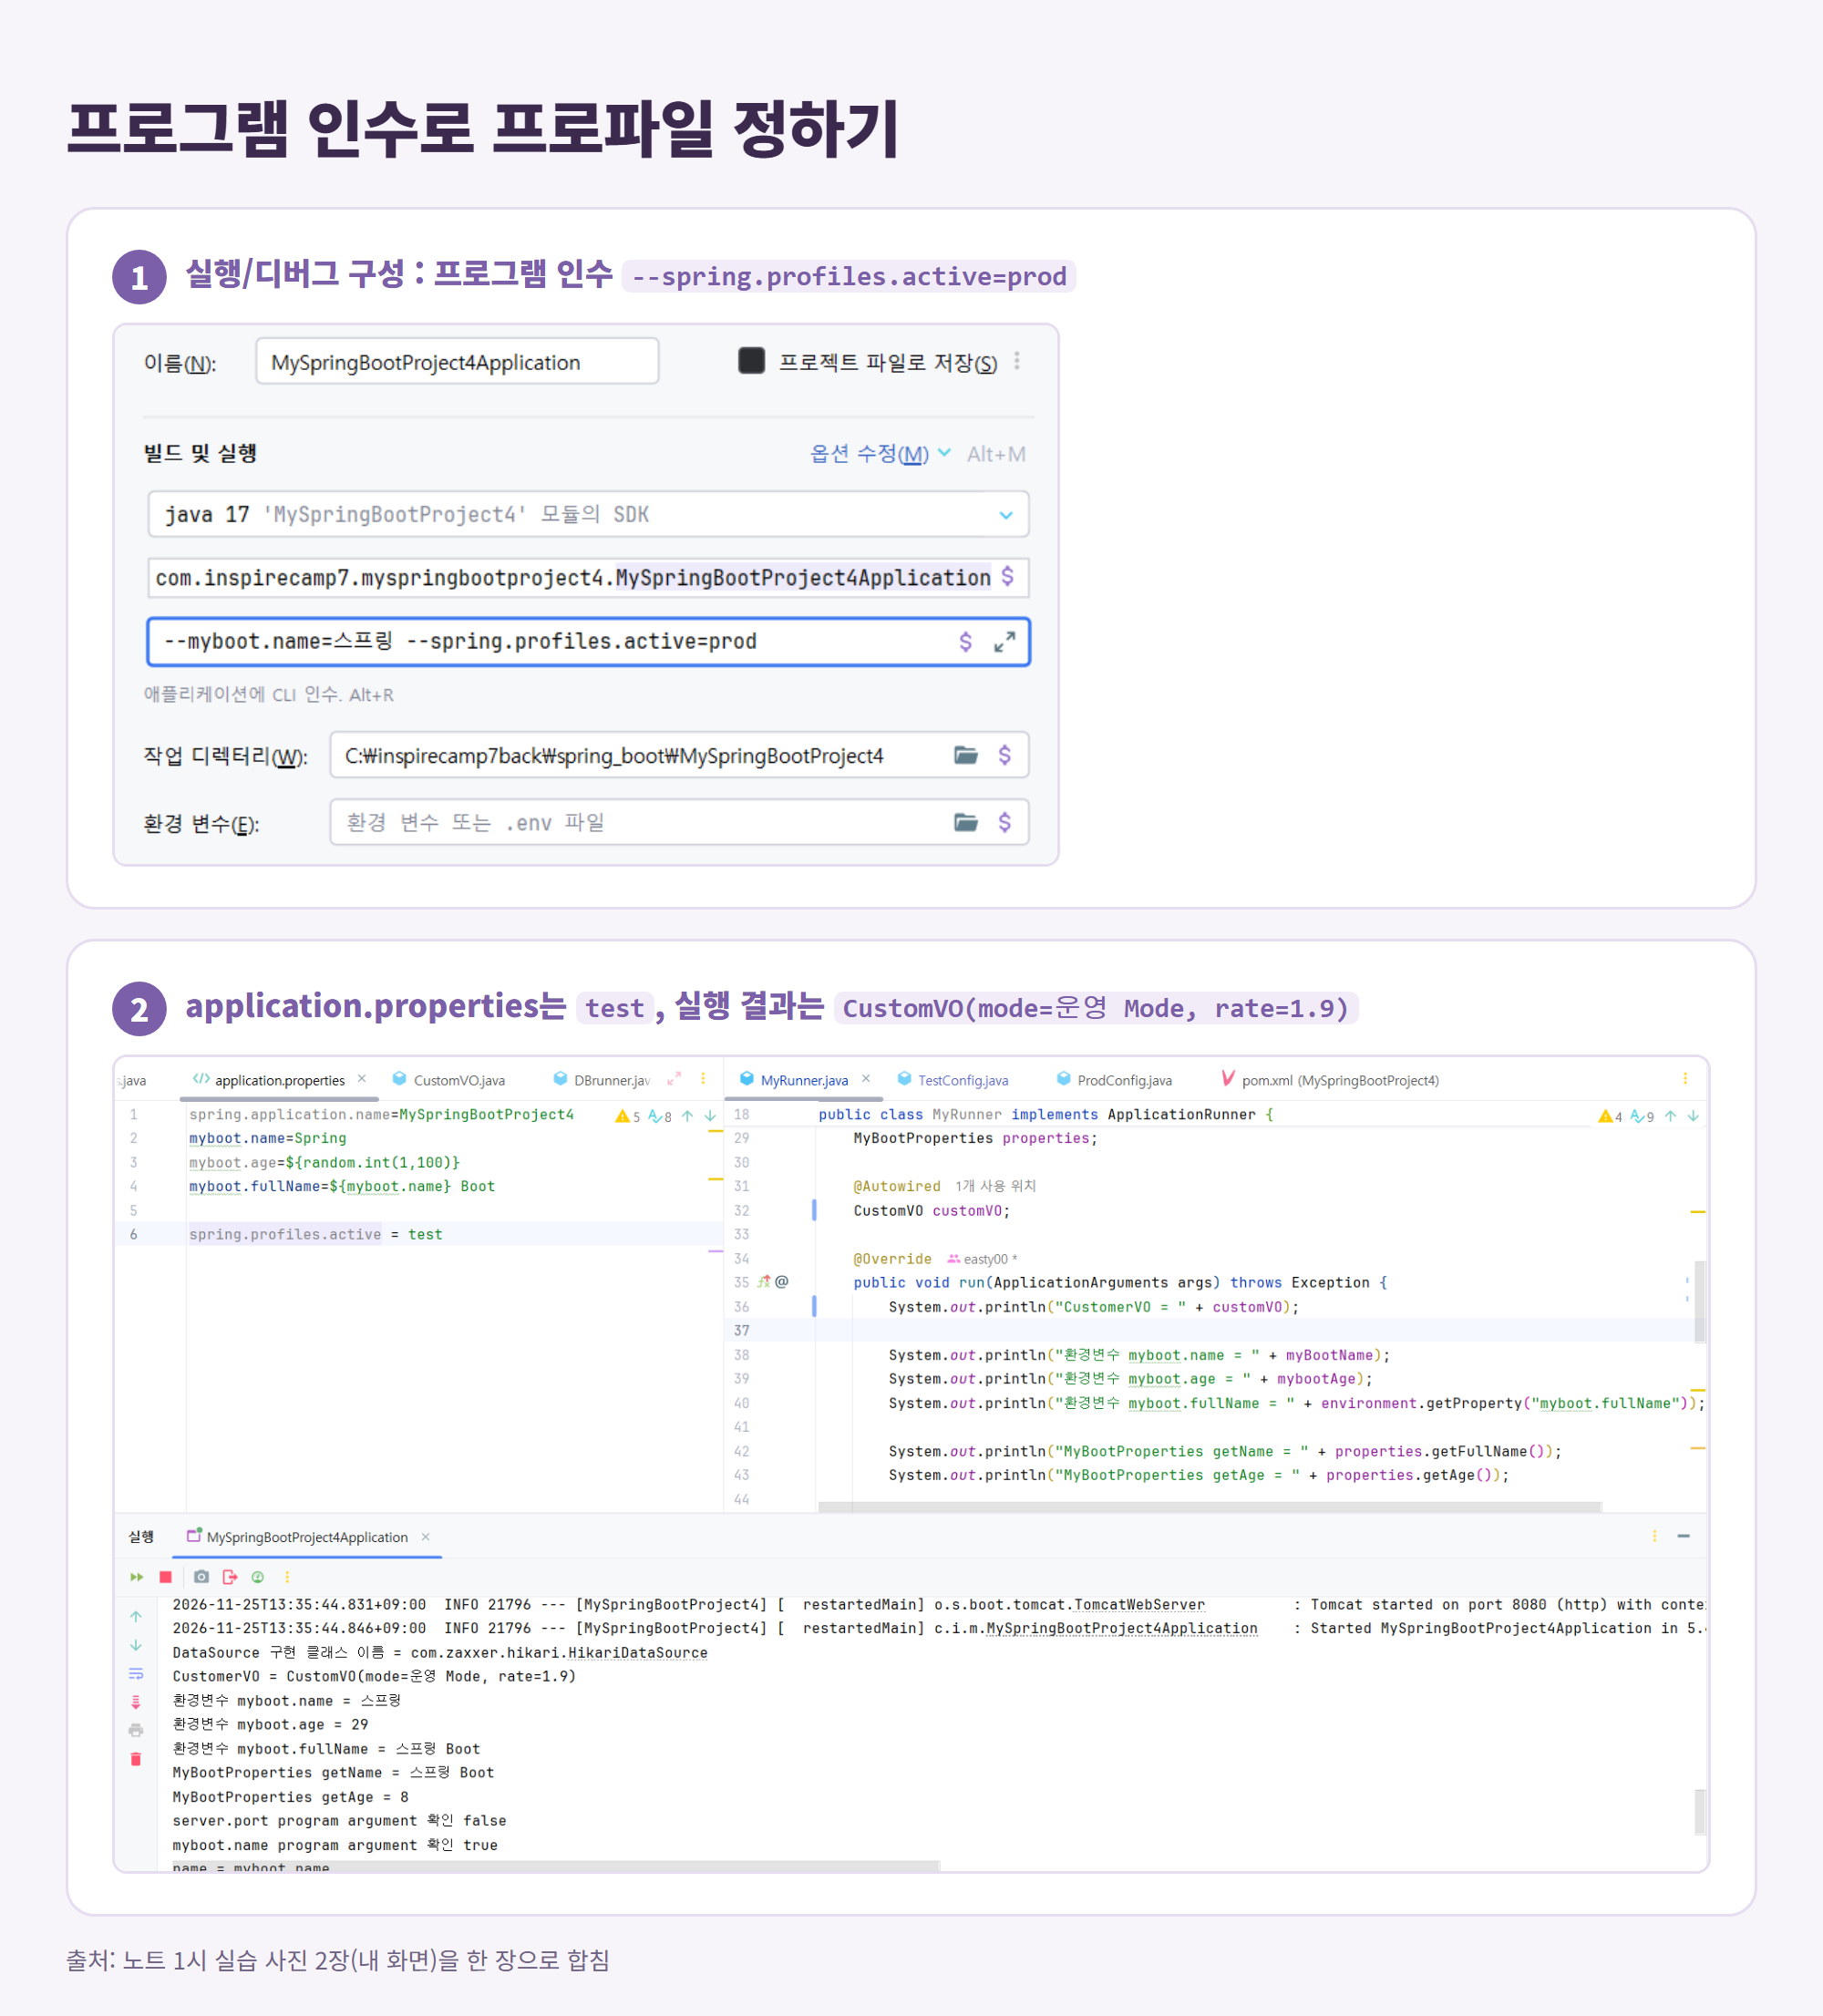 프로그램 인수로 프로파일 정하기
1 실행/디버그 구성 : 프로그램 인수 --spring.profiles.active=prod
이름(N): MySpringBootProject4Application 프로젝트 파일로 저장(S)
빌드 및 실행 옵션 수정(M) Alt+M
java 17 'MySpringBootProject4' 모듈의 SDK
com.inspirecamp7.myspringbootproject4.MySpringBootProject4Application $
--myboot.name=스프링 --spring.profiles.active=prod $
애플리케이션에 CLI 인수. Alt+R
작업 디렉터리(W): C:₩inspirecamp7back₩spring_boot₩MySpringBootProject4 $
환경 변수(E): 환경 변수 또는 .env 파일 $
2 application.properties는 test, 실행 결과는 CustomVO(mode=운영 Mode, rate=1.9)
s.java application.properties × CustomVO.java DBrunner.jav
1 spring.application.name=MySpringBootProject4 5 8
2 myboot.name=Spring
3 myboot.age=${random.int(1,100)}
4 myboot.fullName=${myboot.name} Boot
5
6 spring.profiles.active = test
MyRunner.java × TestConfig.java ProdConfig.java pom.xml (MySpringBootProject4)
18 public class MyRunner implements ApplicationRunner { 4 9
29 MyBootProperties properties;
30
31 @Autowired 1개 사용 위치
32 CustomVO customVO;
33
34 @Override easty00 *
35 @ public void run(ApplicationArguments args) throws Exception {
36 System.out.println("CustomerVO = " + customVO);
37
38 System.out.println("환경변수 myboot.name = " + myBootName);
39 System.out.println("환경변수 myboot.age = " + mybootAge);
40 System.out.println("환경변수 myboot.fullName = " + environment.getProperty("myboot.fullName"));
41
42 System.out.println("MyBootProperties getName = " + properties.getFullName());
43 System.out.println("MyBootProperties getAge = " + properties.getAge());
44
실행 MySpringBootProject4Application ×
2026-11-25T13:35:44.831+09:00 INFO 21796 --- [MySpringBootProject4] [ restartedMain] o.s.boot.tomcat.TomcatWebServer : Tomcat started on port 8080 (http) with conte
2026-11-25T13:35:44.846+09:00 INFO 21796 --- [MySpringBootProject4] [ restartedMain] c.i.m.MySpringBootProject4Application : Started MySpringBootProject4Application in 5.
DataSource 구현 클래스 이름 = com.zaxxer.hikari.HikariDataSource
CustomerVO = CustomVO(mode=운영 Mode, rate=1.9)
환경변수 myboot.name = 스프링
환경변수 myboot.age = 29
환경변수 myboot.fullName = 스프링 Boot
MyBootProperties getName = 스프링 Boot
MyBootProperties getAge = 8
server.port program argument 확인 false
myboot.name program argument 확인 true
name = myboot.name
출처: 노트 1시 실습 사진 2장(내 화면)을 한 장으로 합침